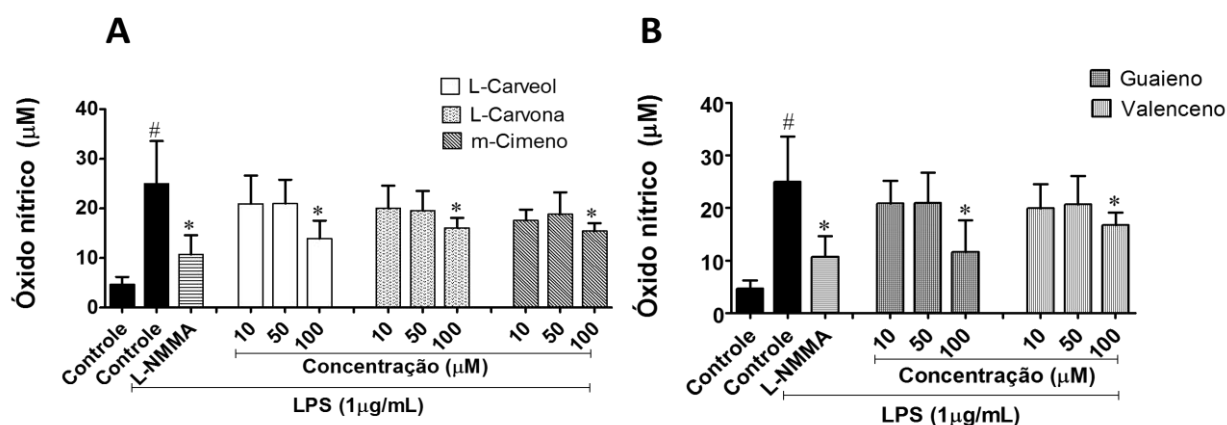 A
L-Carveol
L-Carvona
m-Cimeno
Óxido nítrico (μM)
40
30
20
10
0
#
*
*
*
*
Controle
Controle
L-NMMA
10
50
100
10
50
100
10
50
100
Concentração (μM)
LPS (1μg/mL)
B
Guaieno
Valenceno
Óxido nítrico (μM)
40
30
20
10
0
#
*
*
*
Controle
Controle
L-NMMA
10
50
100
10
50
100
Concentração (μM)
LPS (1μg/mL)